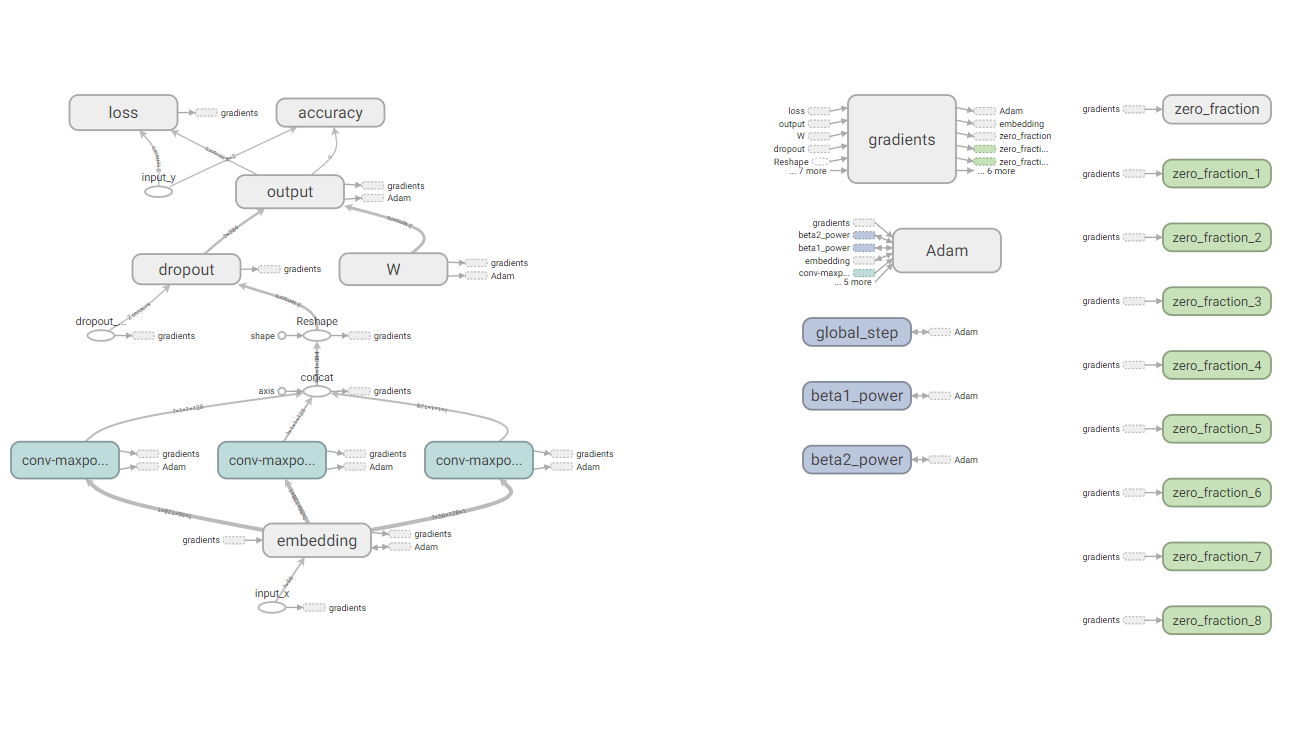 loss
gradients
accuracy
input_y
output
gradients
Adam
dropout
gradients
W
gradients
Adam
dropout_...
gradients
Reshape
shape
gradients
concat
axis
gradients
?×1×1×128
conv-maxpo...
gradients
Adam
conv-maxpo...
gradients
Adam
conv-maxpo...
gradients
Adam
gradients
embedding
gradients
Adam
input_x
gradients
loss
output
W
dropout
Reshape
... 7 more
gradients
Adam
embedding
zero_fraction
zero_fracti...
zero_fracti...
... 6 more
gradients
beta2_power
beta1_power
embedding
conv-maxp...
... 5 more
Adam
global_step
Adam
beta1_power
Adam
beta2_power
Adam
gradients
zero_fraction
gradients
zero_fraction_1
gradients
zero_fraction_2
gradients
zero_fraction_3
gradients
zero_fraction_4
gradients
zero_fraction_5
gradients
zero_fraction_6
gradients
zero_fraction_7
gradients
zero_fraction_8